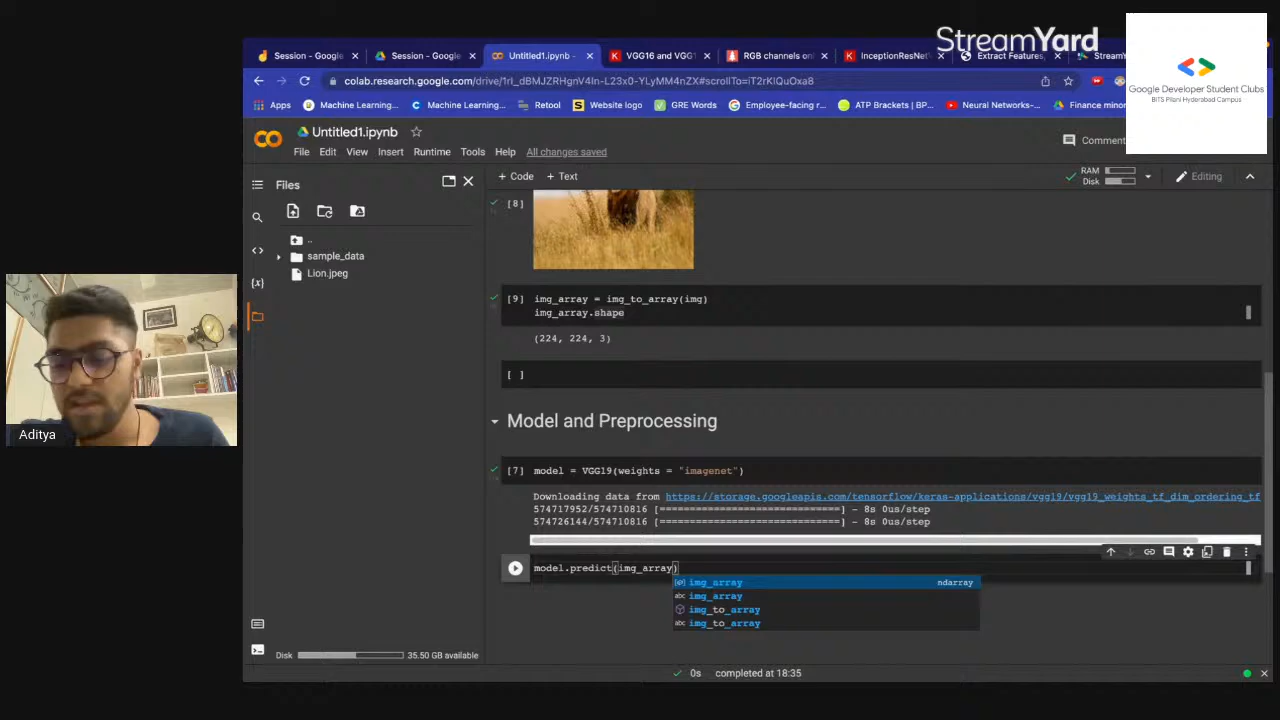 StreamYard
Google Developer Student Clubs
BITS Pilani Hyderabad Campus
Session - Google
Session - Google
Untitled1.ipynb -
VGG16 and VGG1
RGB channels on
InceptionResNet
Extract Features,
StreamY
colab.research.google.com/drive/1rI_dBMJZRHgnV4In-L23x0-YLyMM4nZX#scrollTo=iT2rKlQuOxa8
Apps
Machine Learning...
Machine Learning...
Retool
Website logo
GRE Words
Employee-facing r...
ATP Brackets | BP...
Neural Networks-...
Finance minor
Untitled1.ipynb
File Edit View Insert Runtime Tools Help All changes saved
Comment
Files
+ Code + Text
RAM
Disk
Editing
..
sample_data
Lion.jpeg
[8]
[9] img_array = img_to_array(img)
img_array.shape
(224, 224, 3)
[ ]
Model and Preprocessing
[7] model = VGG19(weights = "imagenet")
Downloading data from https://storage.googleapis.com/tensorflow/keras-applications/vgg19/vgg19_weights_tf_dim_ordering_tf
574717952/574710816 [==============================] - 8s 0us/step
574726144/574710816 [==============================] - 8s 0us/step
model.predict(img_array)
img_array ndarray
abc img_array
img_to_array
abc img_to_array
Aditya
Disk 35.50 GB available
0s completed at 18:35